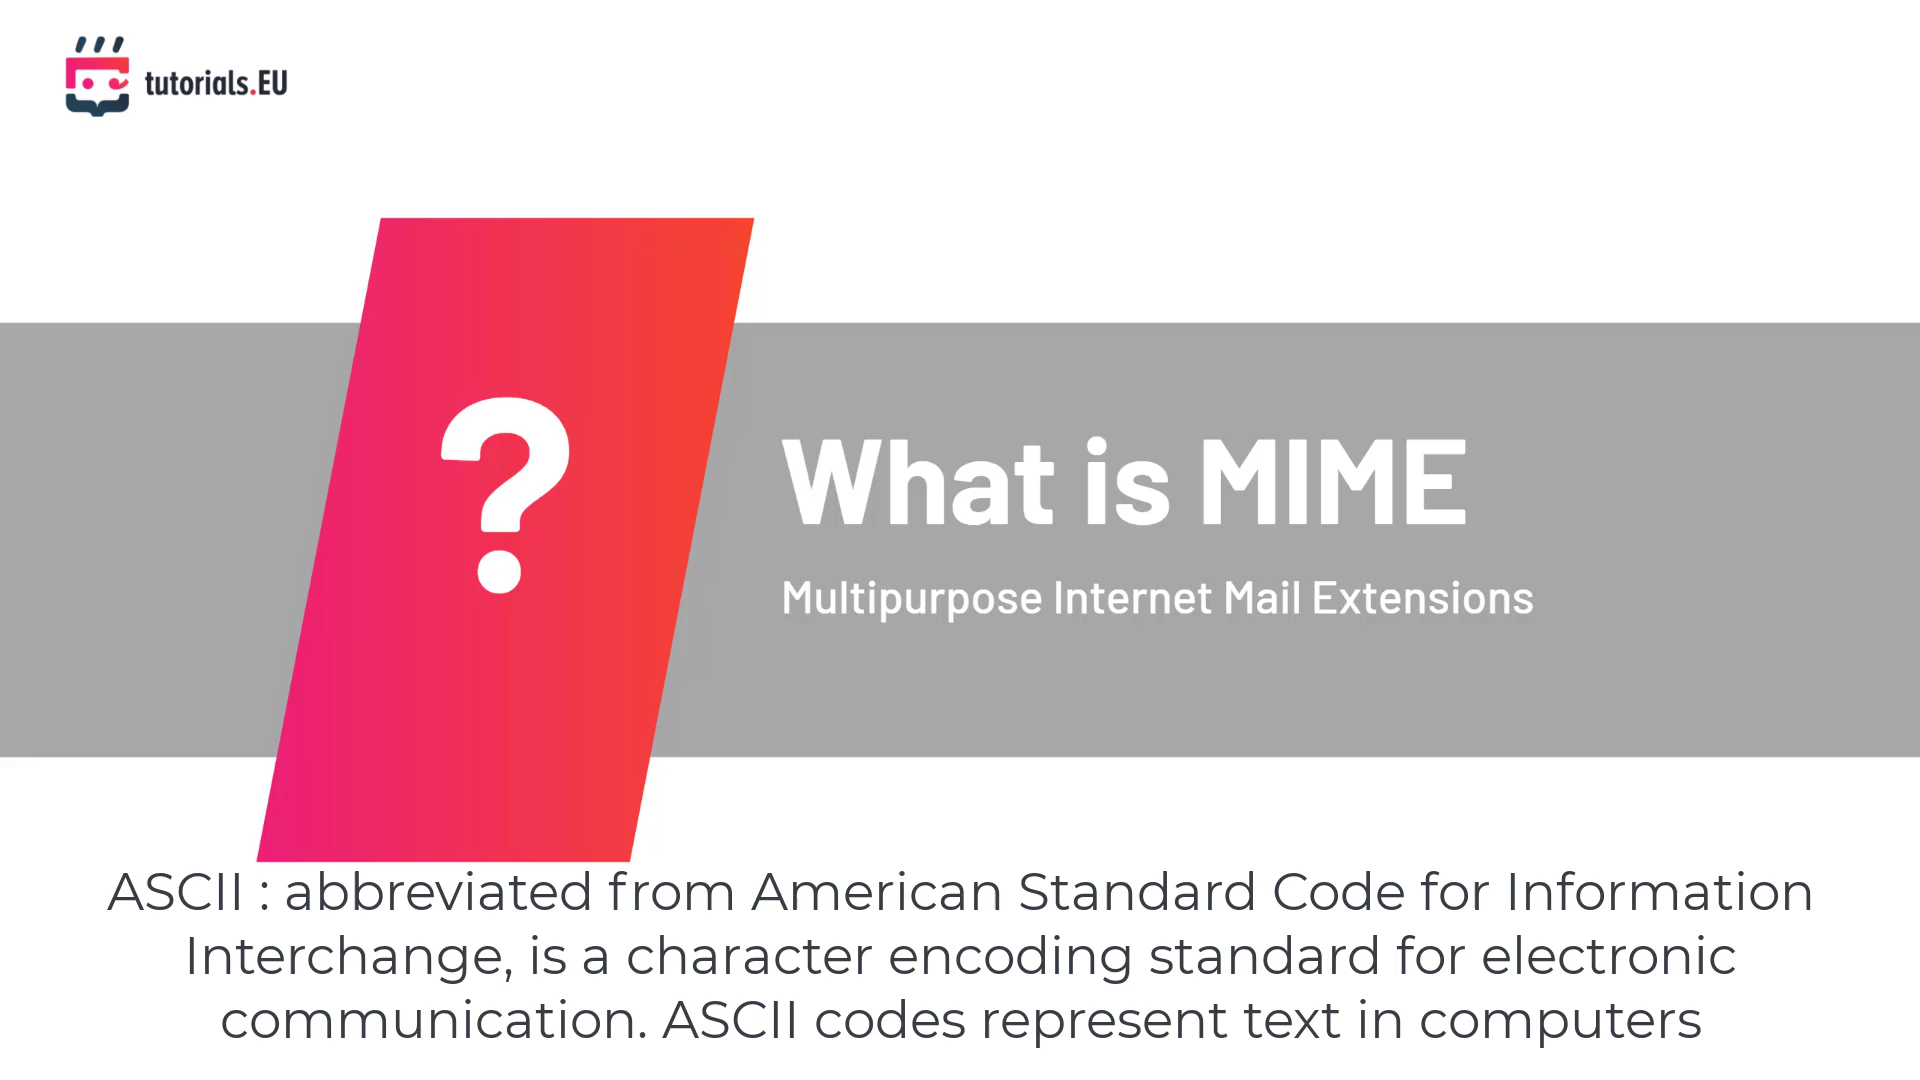 tutorials.EU
?
What is MIME
Multipurpose Internet Mail Extensions
ASCII : abbreviated from American Standard Code for Information
Interchange, is a character encoding standard for electronic
communication. ASCII codes represent text in computers